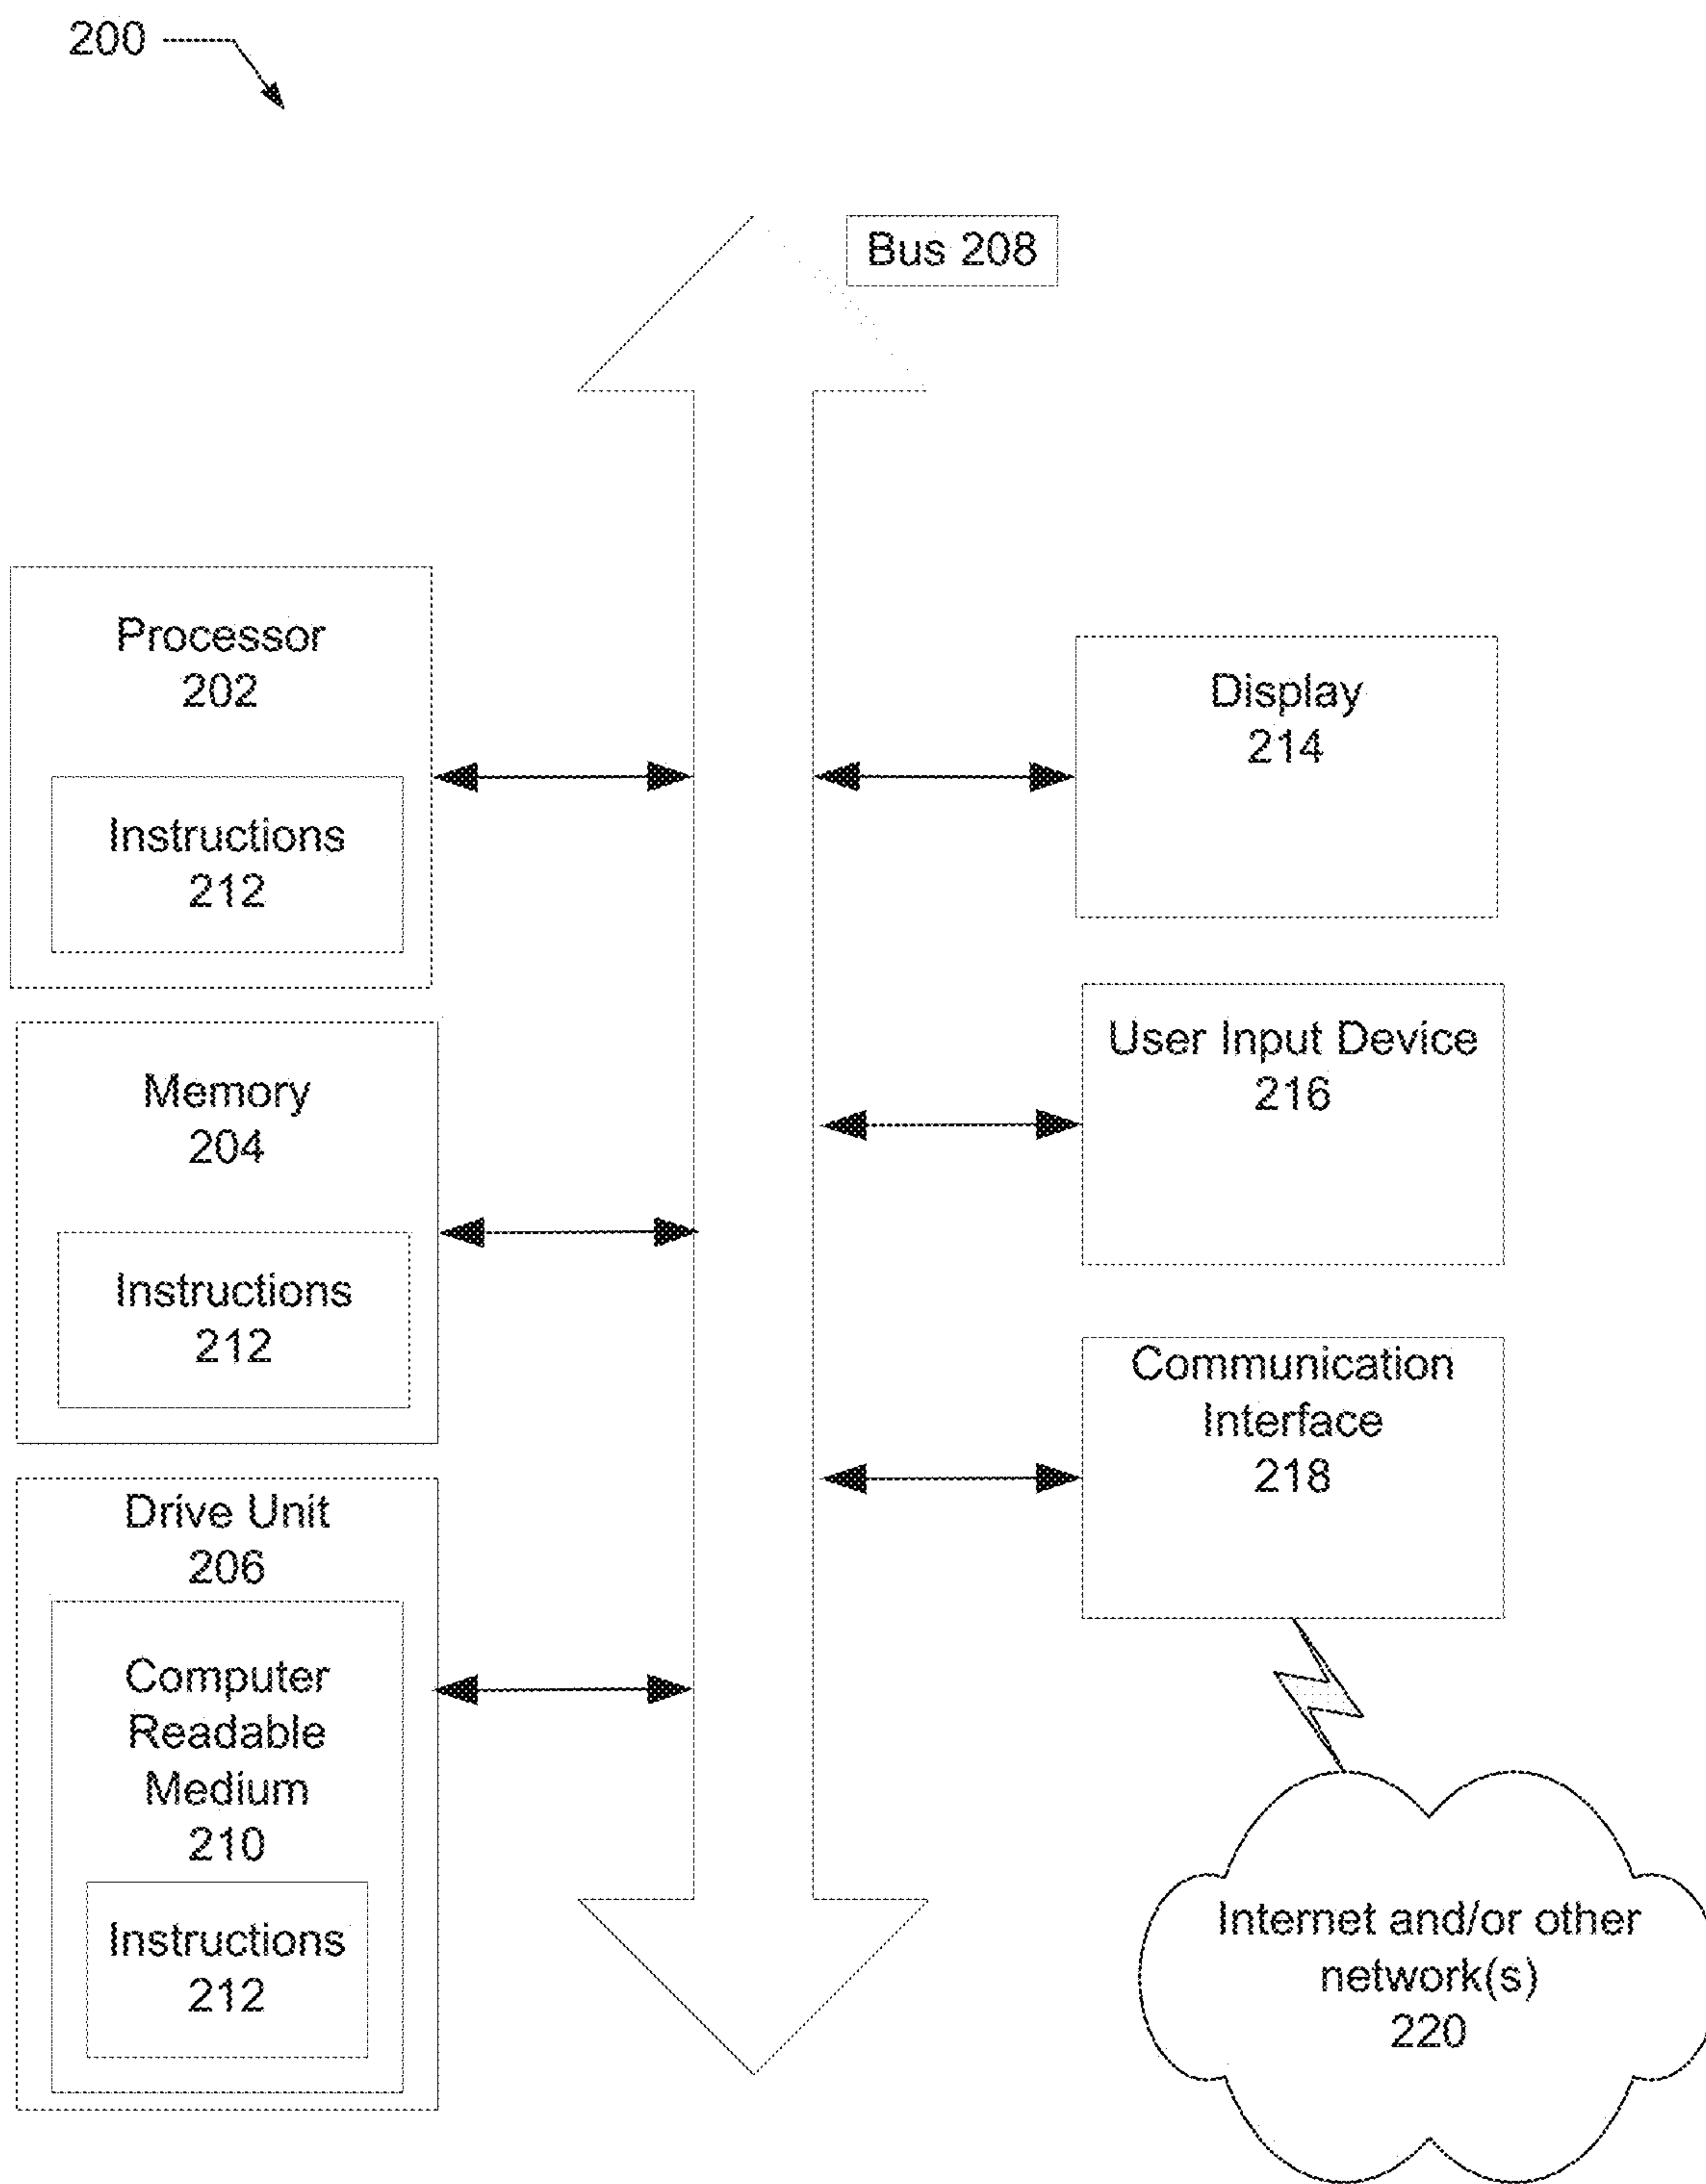 200
Bus 208
Processor
202
Instructions
212
Memory
204
Instructions
212
Drive Unit
206
Computer
Readable
Medium
210
Instructions
212
Display
214
User Input Device
216
Communication
Interface
218
Internet and/or other
network(s)
220